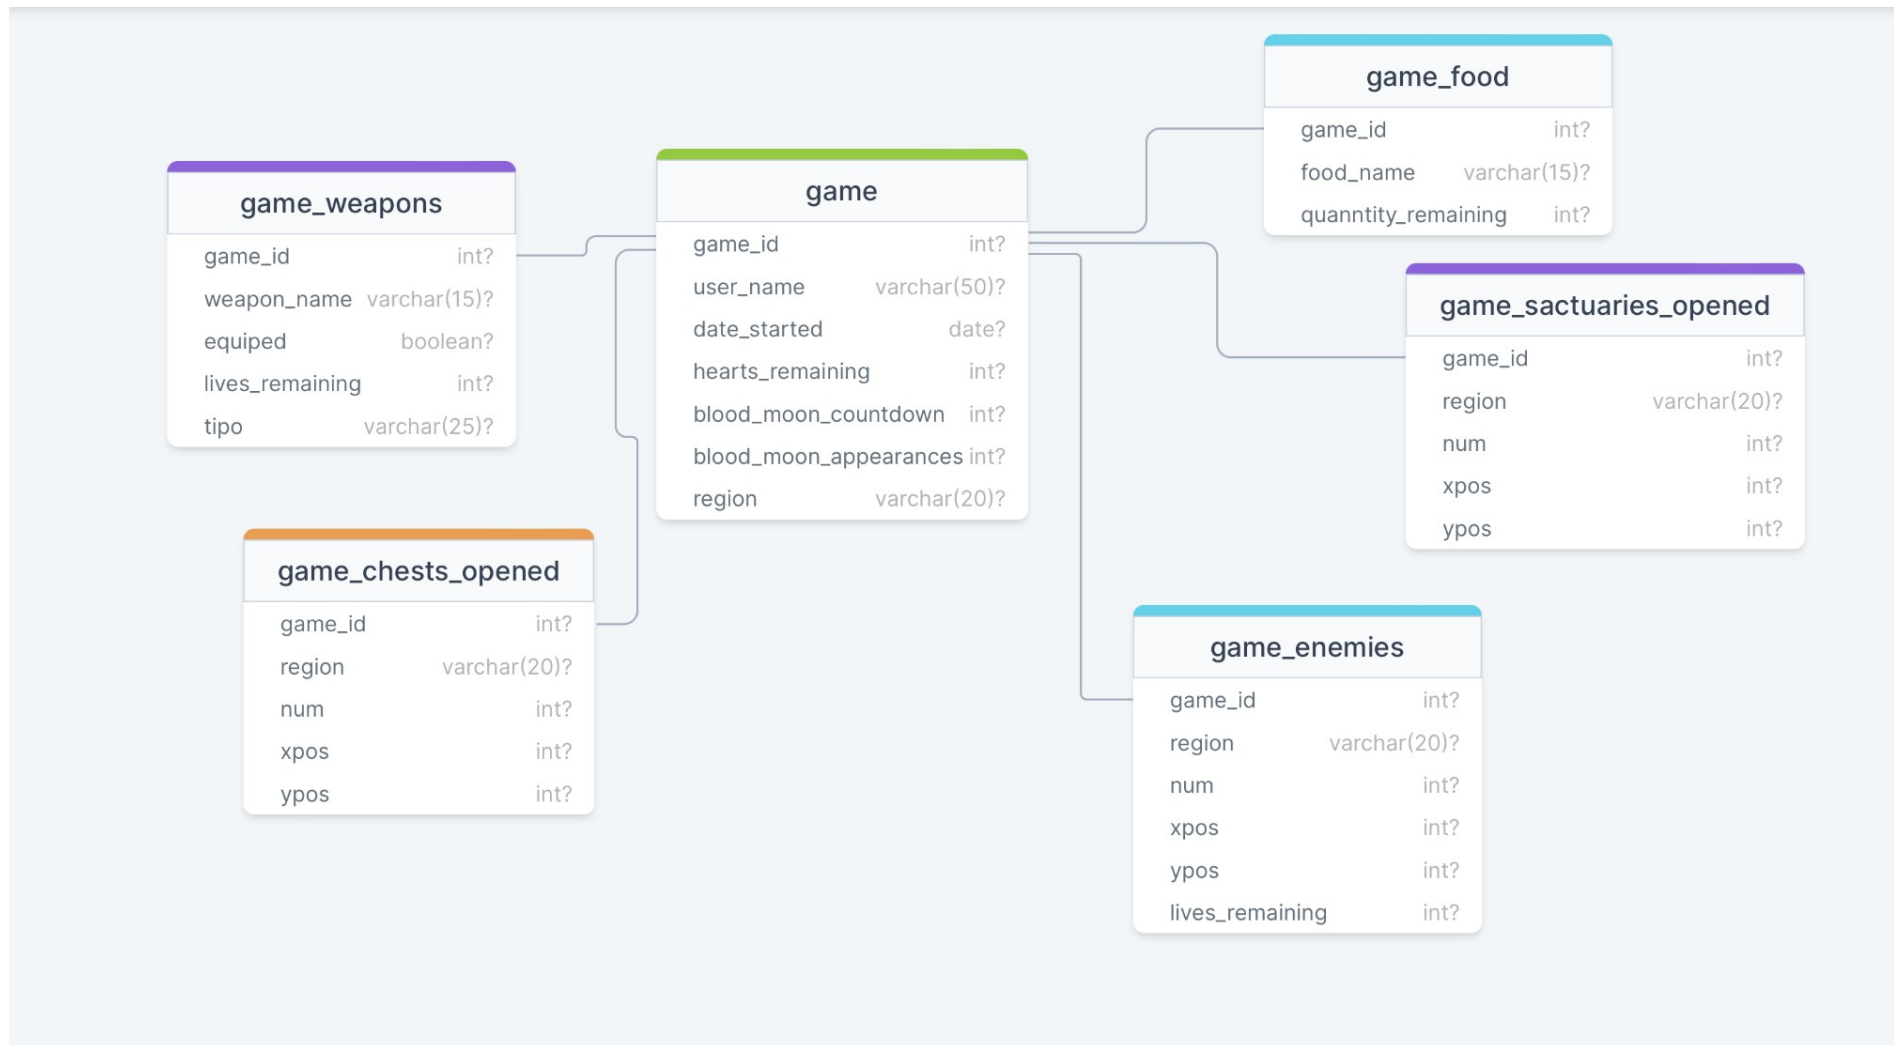 game_food
game_id int?
food_name varchar(15)?
quanntity_remaining int?
game_weapons
game_id int?
weapon_name varchar(15)?
equiped boolean?
lives_remaining int?
tipo varchar(25)?
game
game_id int?
user_name varchar(50)?
date_started date?
hearts_remaining int?
blood_moon_countdown int?
blood_moon_appearances int?
region varchar(20)?
game_sactuaries_opened
game_id int?
region varchar(20)?
num int?
xpos int?
ypos int?
game_chests_opened
game_id int?
region varchar(20)?
num int?
xpos int?
ypos int?
game_enemies
game_id int?
region varchar(20)?
num int?
xpos int?
ypos int?
lives_remaining int?